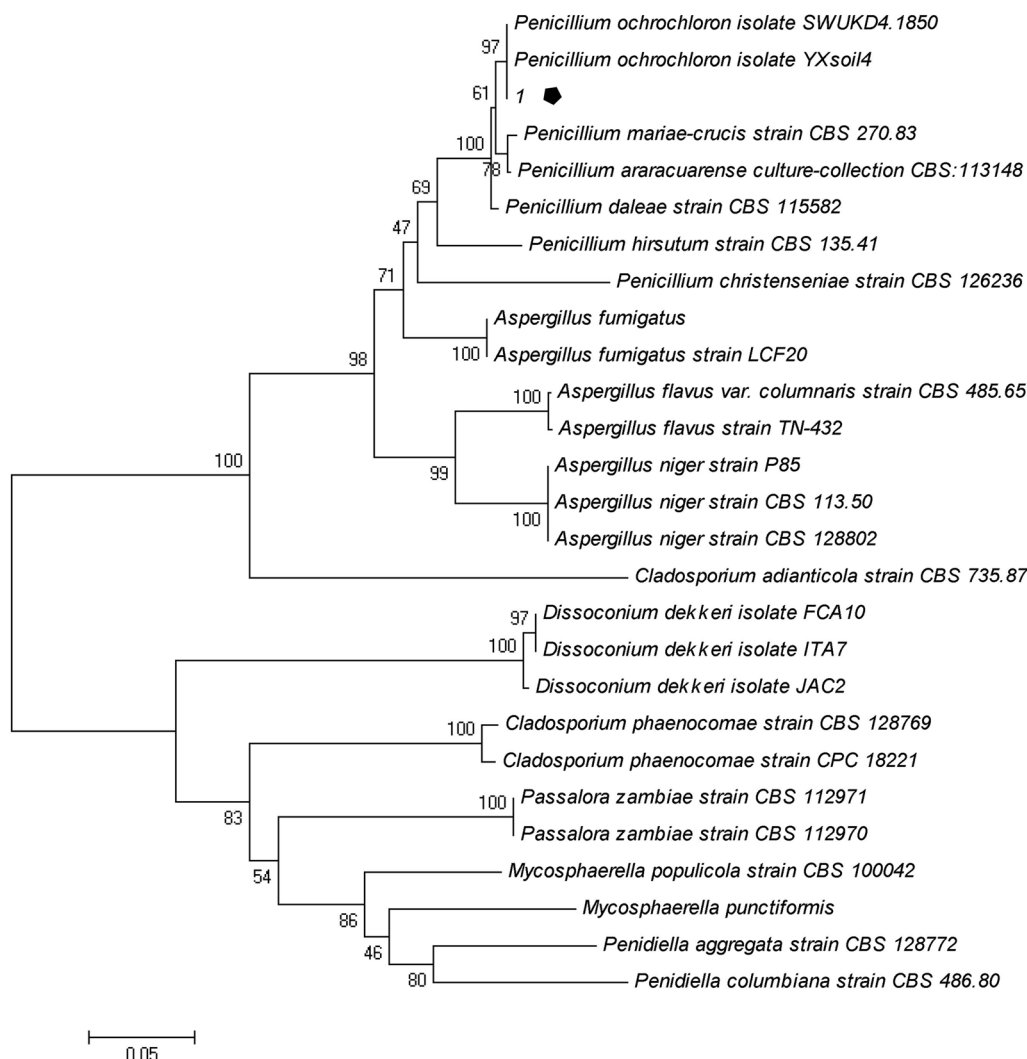 Penicillium ochrochloron isolate SWUKD4.1850
97
Penicillium ochrochloron isolate YXsoil4
61
1
Penicillium mariae-crucis strain CBS 270.83
100
78
Penicillium araracuarense culture-collection CBS:113148
69
Penicillium daleae strain CBS 115582
47
Penicillium hirsutum strain CBS 135.41
71
Penicillium christenseniae strain CBS 126236
Aspergillus fumigatus
100
Aspergillus fumigatus strain LCF20
98
Aspergillus flavus var. columnaris strain CBS 485.65
100
Aspergillus flavus strain TN-432
100
99
Aspergillus niger strain P85
Aspergillus niger strain CBS 113.50
100
Aspergillus niger strain CBS 128802
Cladosporium adianticola strain CBS 735.87
Dissoconium dekkeri isolate FCA10
97
100
Dissoconium dekkeri isolate ITA7
Dissoconium dekkeri isolate JAC2
Cladosporium phaenocomae strain CBS 128769
100
Cladosporium phaenocomae strain CPC 18221
83
Passalora zambiae strain CBS 112971
100
Passalora zambiae strain CBS 112970
54
Mycosphaerella populicola strain CBS 100042
86
Mycosphaerella punctiformis
46
Penidiella aggregata strain CBS 128772
80
Penidiella columbiana strain CBS 486.80
0.05